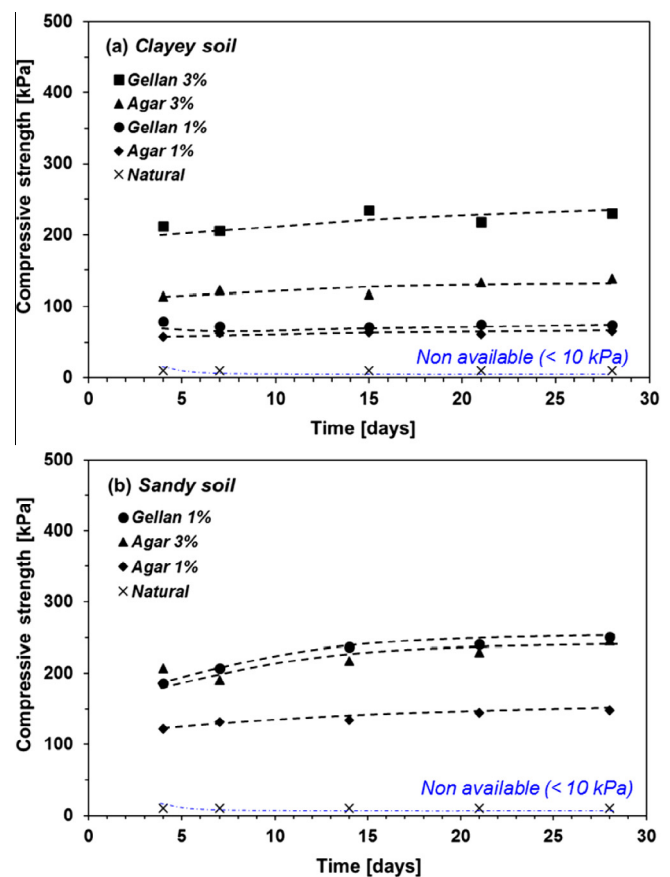 500
(a) Clayey soil
Gellan 3%
400
Agar 3%
Gellan 1%
300
Agar 1%
Natural
200
100
Non available (< 10 kPa)
0
0 5 10 15 20 25 30
Compressive strength [kPa]
Time [days]
500
(b) Sandy soil
Gellan 1%
400
Agar 3%
Agar 1%
300
Natural
200
100
Non available (< 10 kPa)
0
0 5 10 15 20 25 30
Compressive strength [kPa]
Time [days]